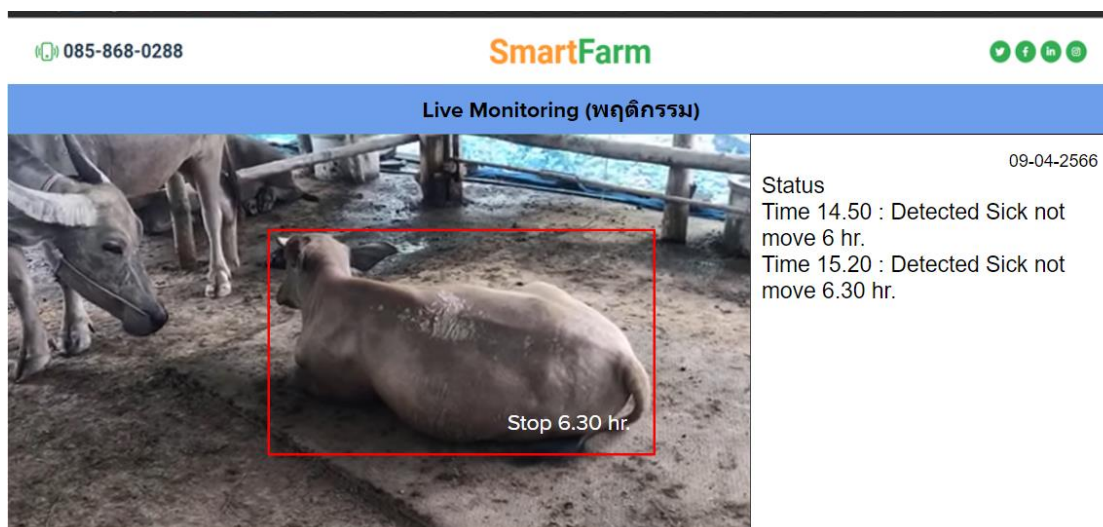 085-868-0288
SmartFarm
Live Monitoring (พฤติกรรม)
09-04-2566
Status
Time 14.50 : Detected Sick not
move 6 hr.
Time 15.20 : Detected Sick not
move 6.30 hr.
Stop 6.30 hr.